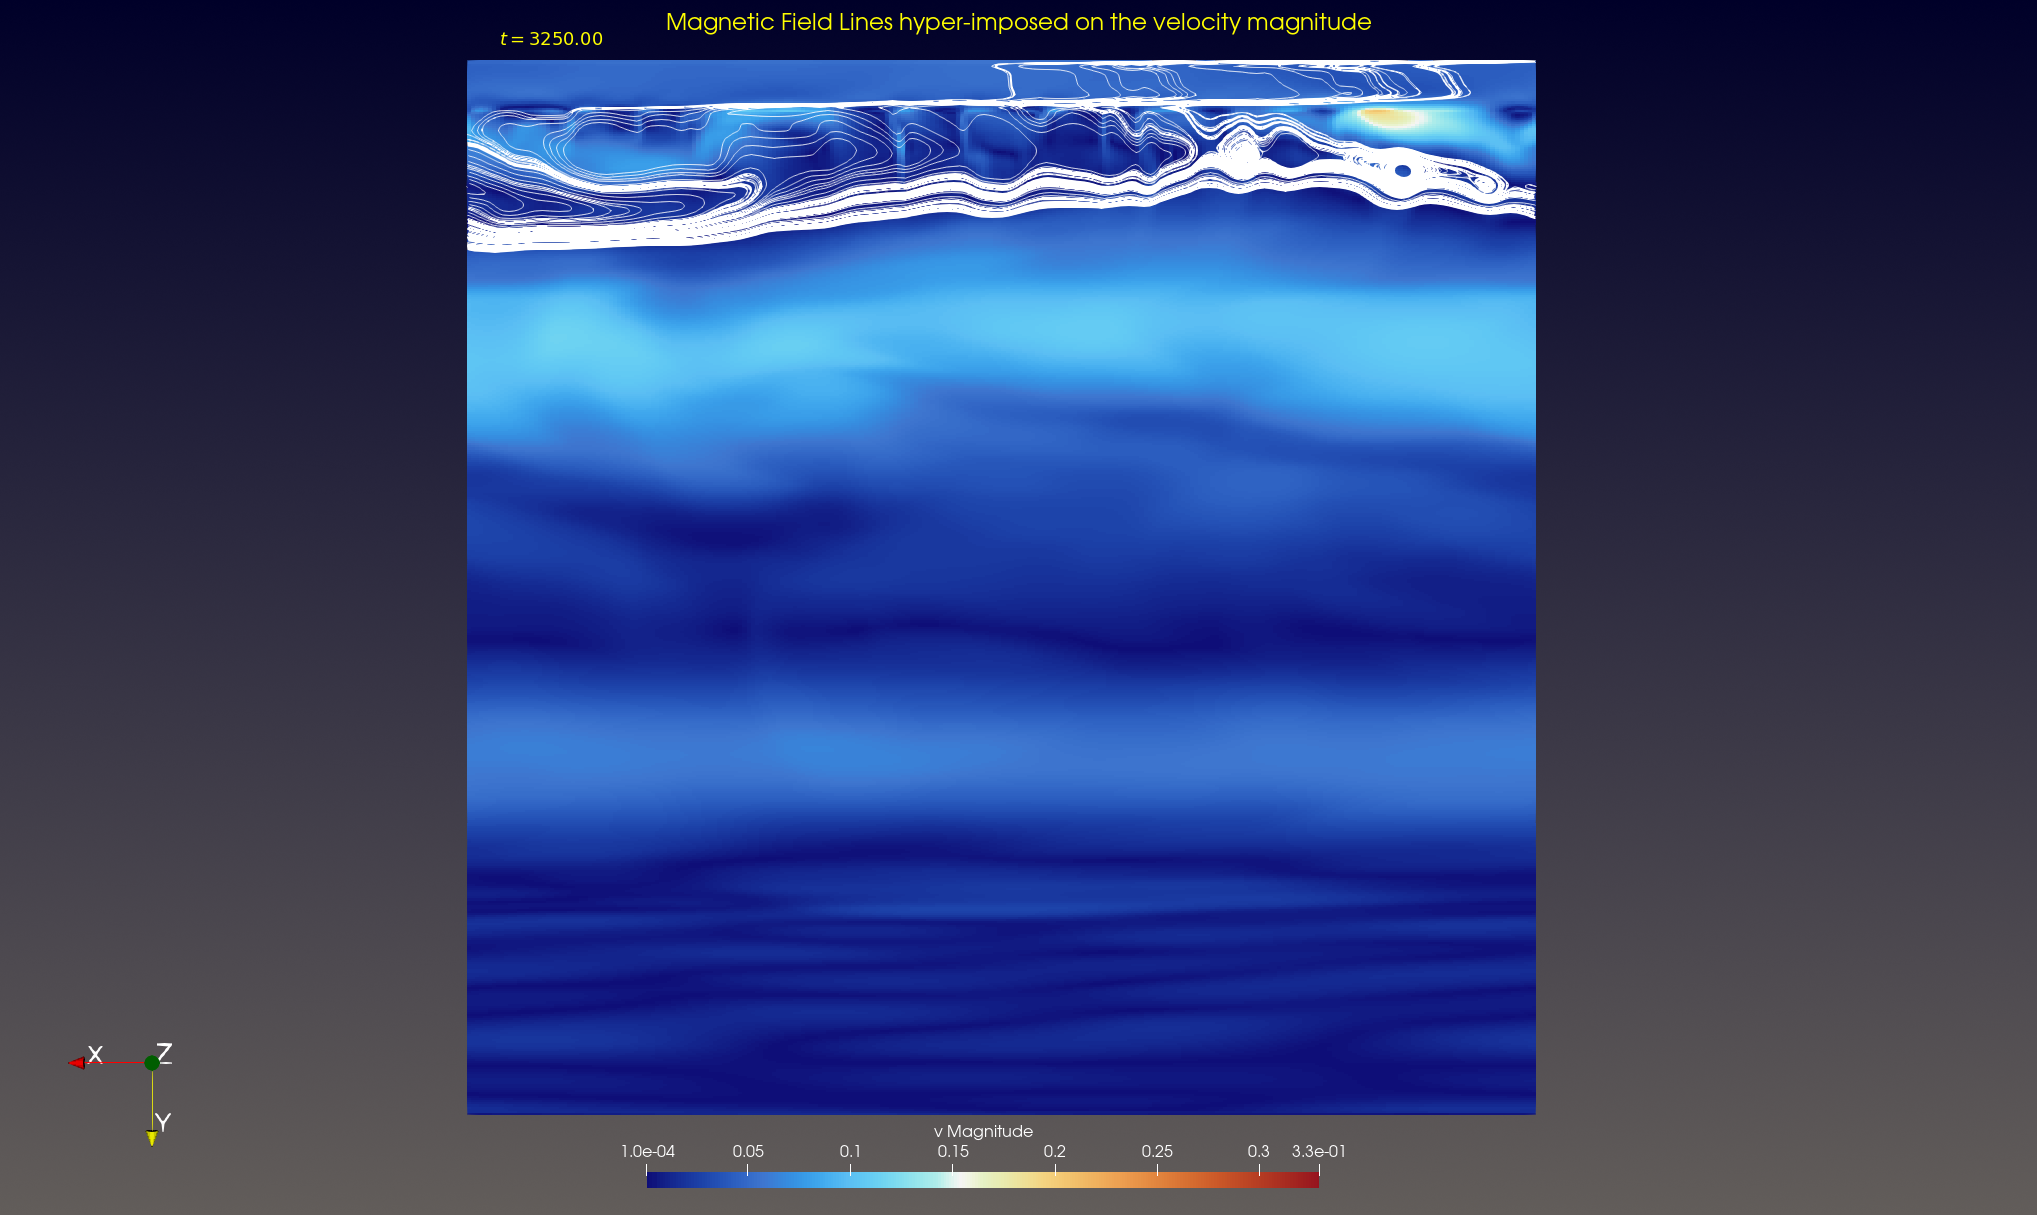 Magnetic Field Lines hyper-imposed on the velocity magnitude
t = 3250.00
X
Z
Y
v Magnitude
1.0e-04 0.05 0.1 0.15 0.2 0.25 0.3 3.3e-01